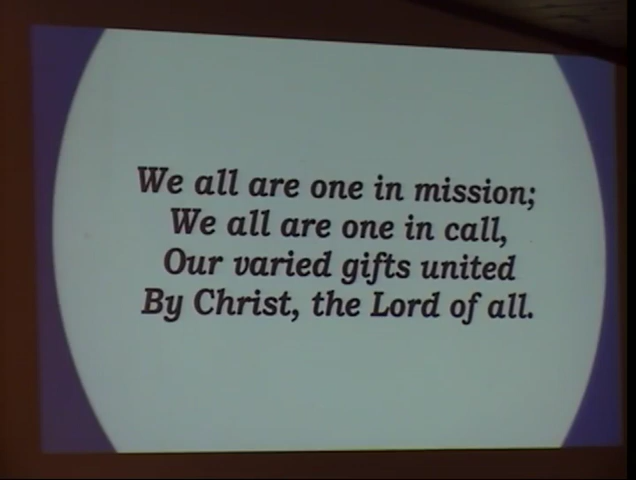 We all are one in mission;
We all are one in call,
Our varied gifts united
By Christ, the Lord of all.